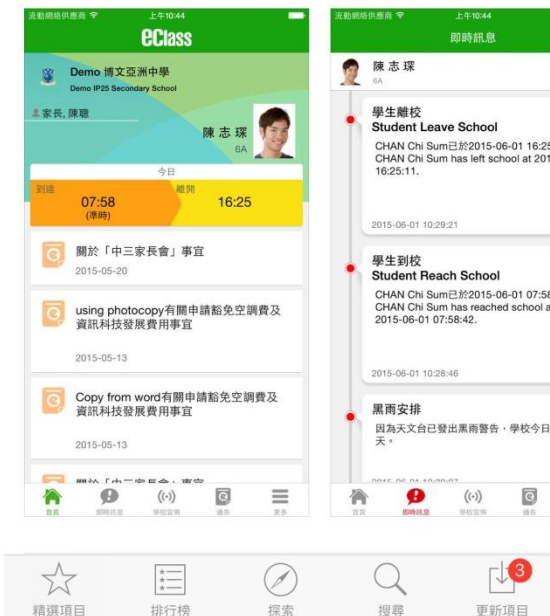 流動網絡供應商 上午10:44
eClass
Demo 博文亞洲中學
Demo IP25 Secondary School
家長, 陳聰
陳 志 琛
6A
今日
到達
07:58
(準時)
離開
16:25
關於「中三家長會」事宜
2015-05-20
using photocopy有關申請豁免空調費及
資訊科技發展費用事宜
2015-05-13
Copy from word有關申請豁免空調費及
資訊科技發展費用事宜
2015-05-13
首頁 即時訊息 學校宣佈 通告 更多
流動網絡供應商 上午10:44
即時訊息
陳 志 琛
6A
學生離校
Student Leave School
CHAN Chi Sum已於2015-06-01 16:25
CHAN Chi Sum has left school at 201
16:25:11.
2015-06-01 10:29:21
學生到校
Student Reach School
CHAN Chi Sum已於2015-06-01 07:58
CHAN Chi Sum has reached school a
2015-06-01 07:58:42.
2015-06-01 10:28:46
黑雨安排
因為天文台已發出黑雨警告，學校今日
天。
首頁 即時訊息 學校宣佈 通告
3
精選項目 排行榜 探索 搜尋 更新項目